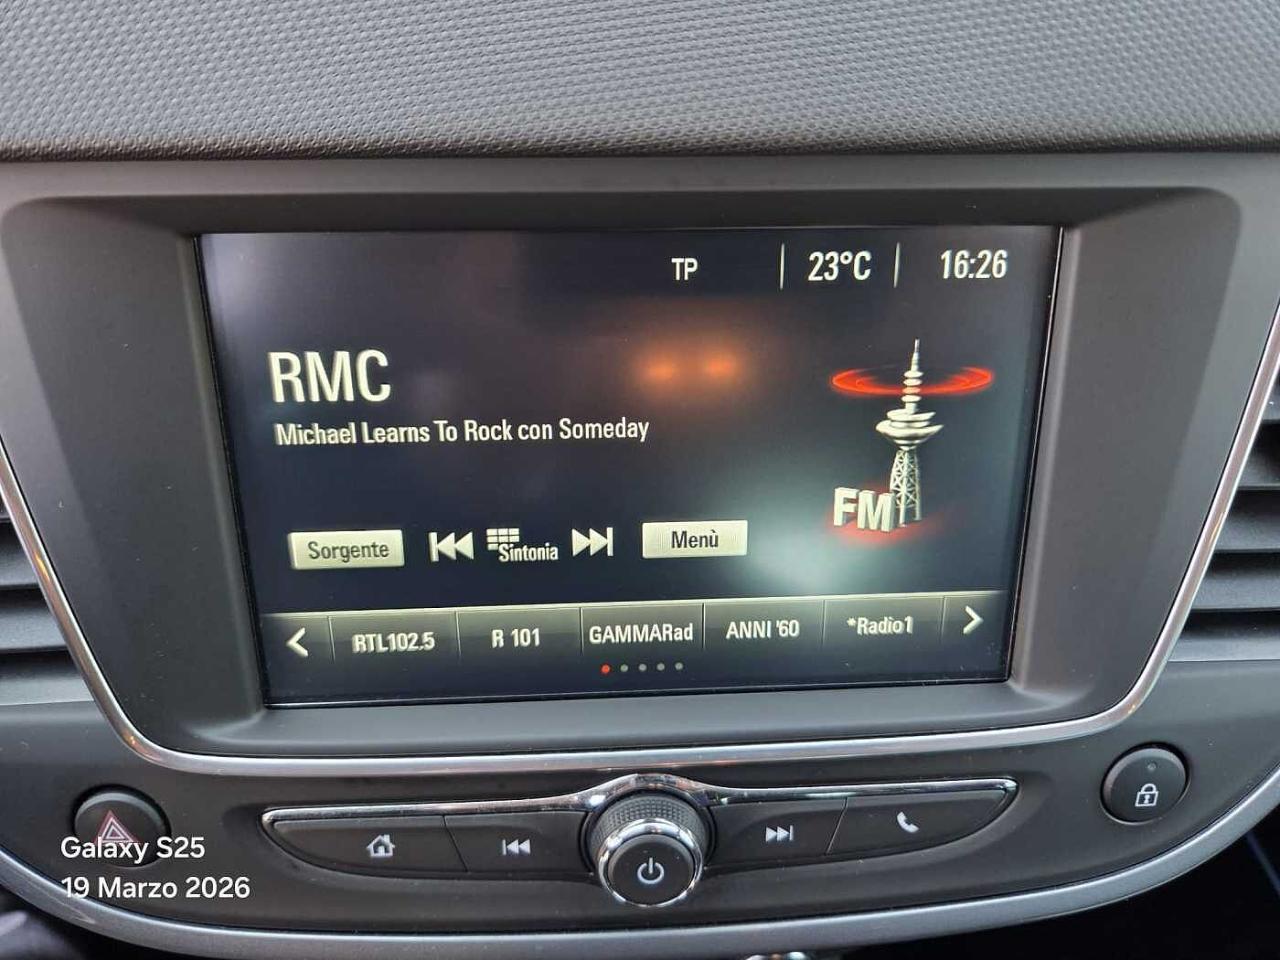 TP 23°C 16:26
RMC
Michael Learns To Rock con Someday
FM
Sorgente Sintonia Menù
RTL102.5 R 101 GAMMARad ANNI '60 *Radio1
Galaxy S25
19 Marzo 2026